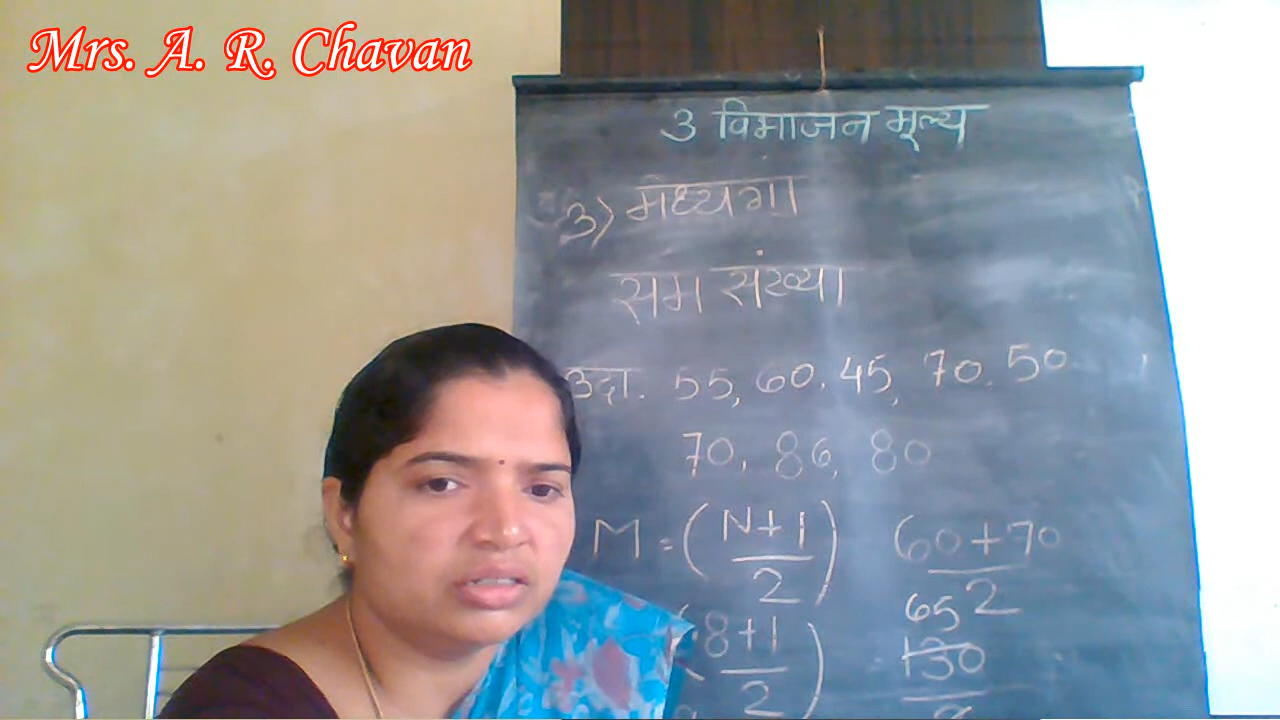 Mrs. A. R. Chavan
3 विभाजन मूल्य
3) मध्यगा
सम संख्या
उदा. 55, 60, 45, 70, 50
70, 86, 80
M = (N+1 / 2) 60+70 / 2
(8+1 / 2) 65
130